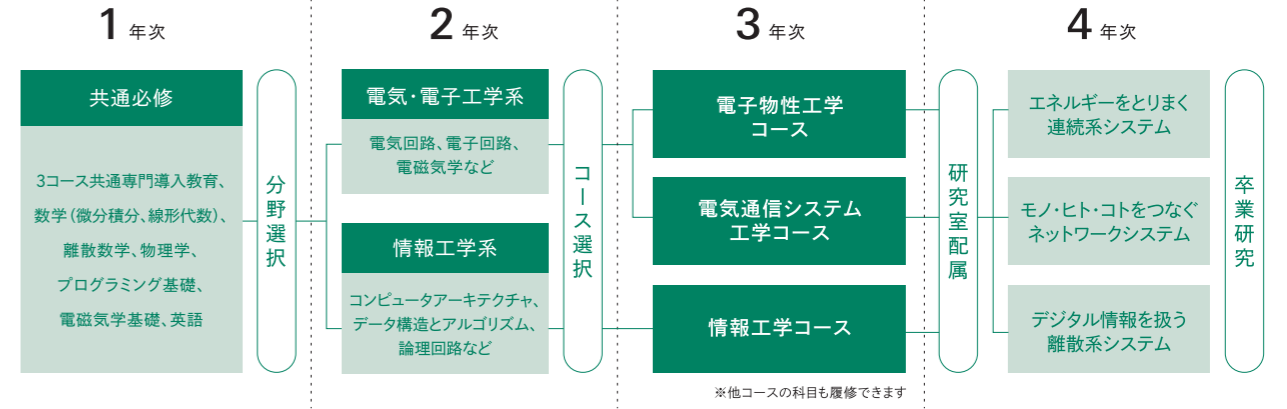 1 年次
共通必修
3コース共通専門導入教育、
数学(微分積分、線形代数)、
離散数学、物理学、
プログラミング基礎、
電磁気学基礎、英語
分野選択
2 年次
電気・電子工学系
電気回路、電子回路、
電磁気学など
情報工学系
コンピュータアーキテクチャ、
データ構造とアルゴリズム、
論理回路など
コース選択
3 年次
電子物性工学
コース
電気通信システム
工学コース
情報工学コース
※他コースの科目も履修できます
研究室配属
4 年次
エネルギーをとりまく
連続系システム
モノ・ヒト・コトをつなぐ
ネットワークシステム
デジタル情報を扱う
離散系システム
卒業研究